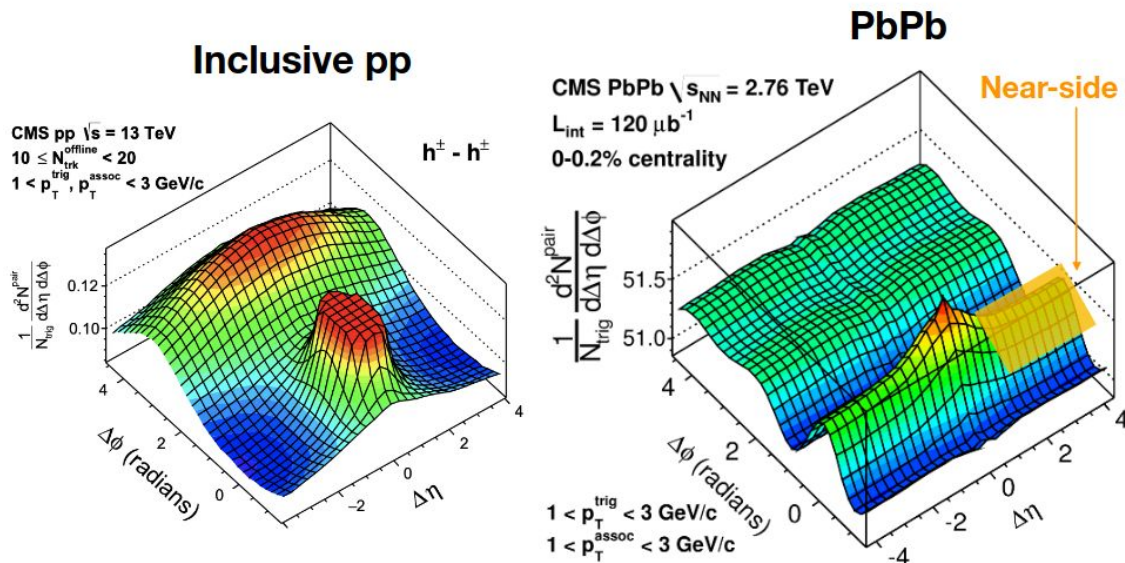 Inclusive pp
CMS pp √s = 13 TeV
10 ≤ N_trk^offline < 20
1 < p_T^trig, p_T^assoc < 3 GeV/c
h± - h±
1/N_trig d²N^pair/dΔη dΔϕ
0.12
0.10
4
2
0
Δϕ (radians)
−2
0
2
4
Δη
PbPb
CMS PbPb √s_NN = 2.76 TeV
L_int = 120 μb⁻¹
0-0.2% centrality
Near-side
1/N_trig d²N^pair/dΔη dΔϕ
51.5
51.0
4
2
0
Δϕ (radians)
-4
-2
0
2
4
Δη
1 < p_T^trig < 3 GeV/c
1 < p_T^assoc < 3 GeV/c